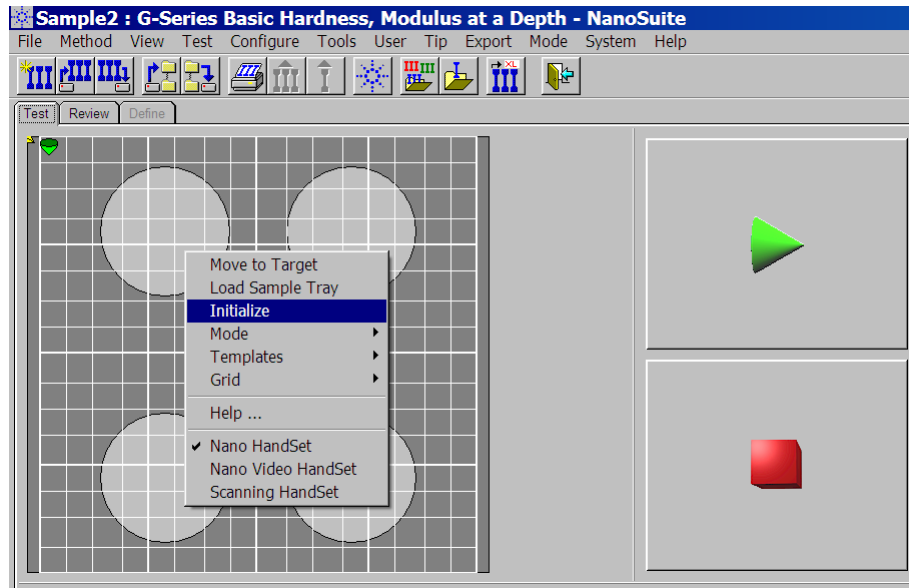 Sample2 : G-Series Basic Hardness, Modulus at a Depth - NanoSuite
File Method View Test Configure Tools User Tip Export Mode System Help
XL
Test Review Define
Move to Target
Load Sample Tray
Initialize
Mode
Templates
Grid
Help ...
Nano HandSet
Nano Video HandSet
Scanning HandSet